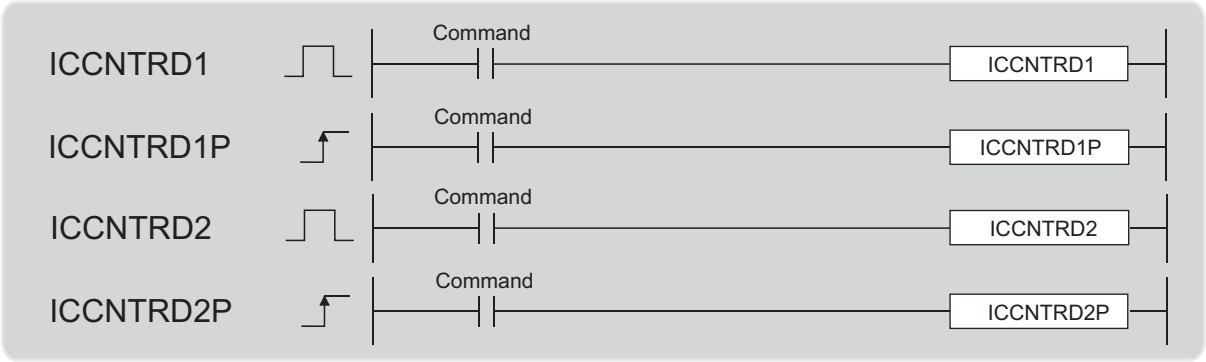 Command
ICCNTRD1 ICCNTRD1
Command
ICCNTRD1P ICCNTRD1P
Command
ICCNTRD2 ICCNTRD2
Command
ICCNTRD2P ICCNTRD2P